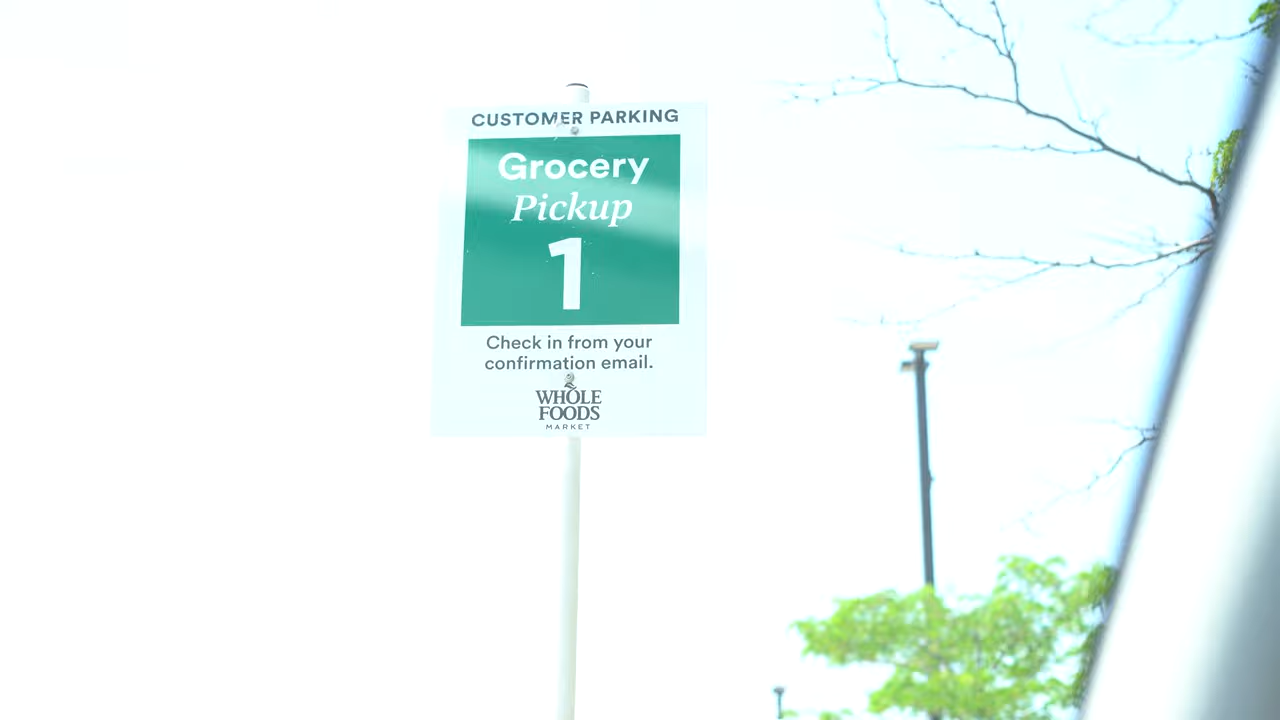 CUSTOMER PARKING
Grocery
Pickup
1
Check in from your
confirmation email.
WHOLE
FOODS
MARKET